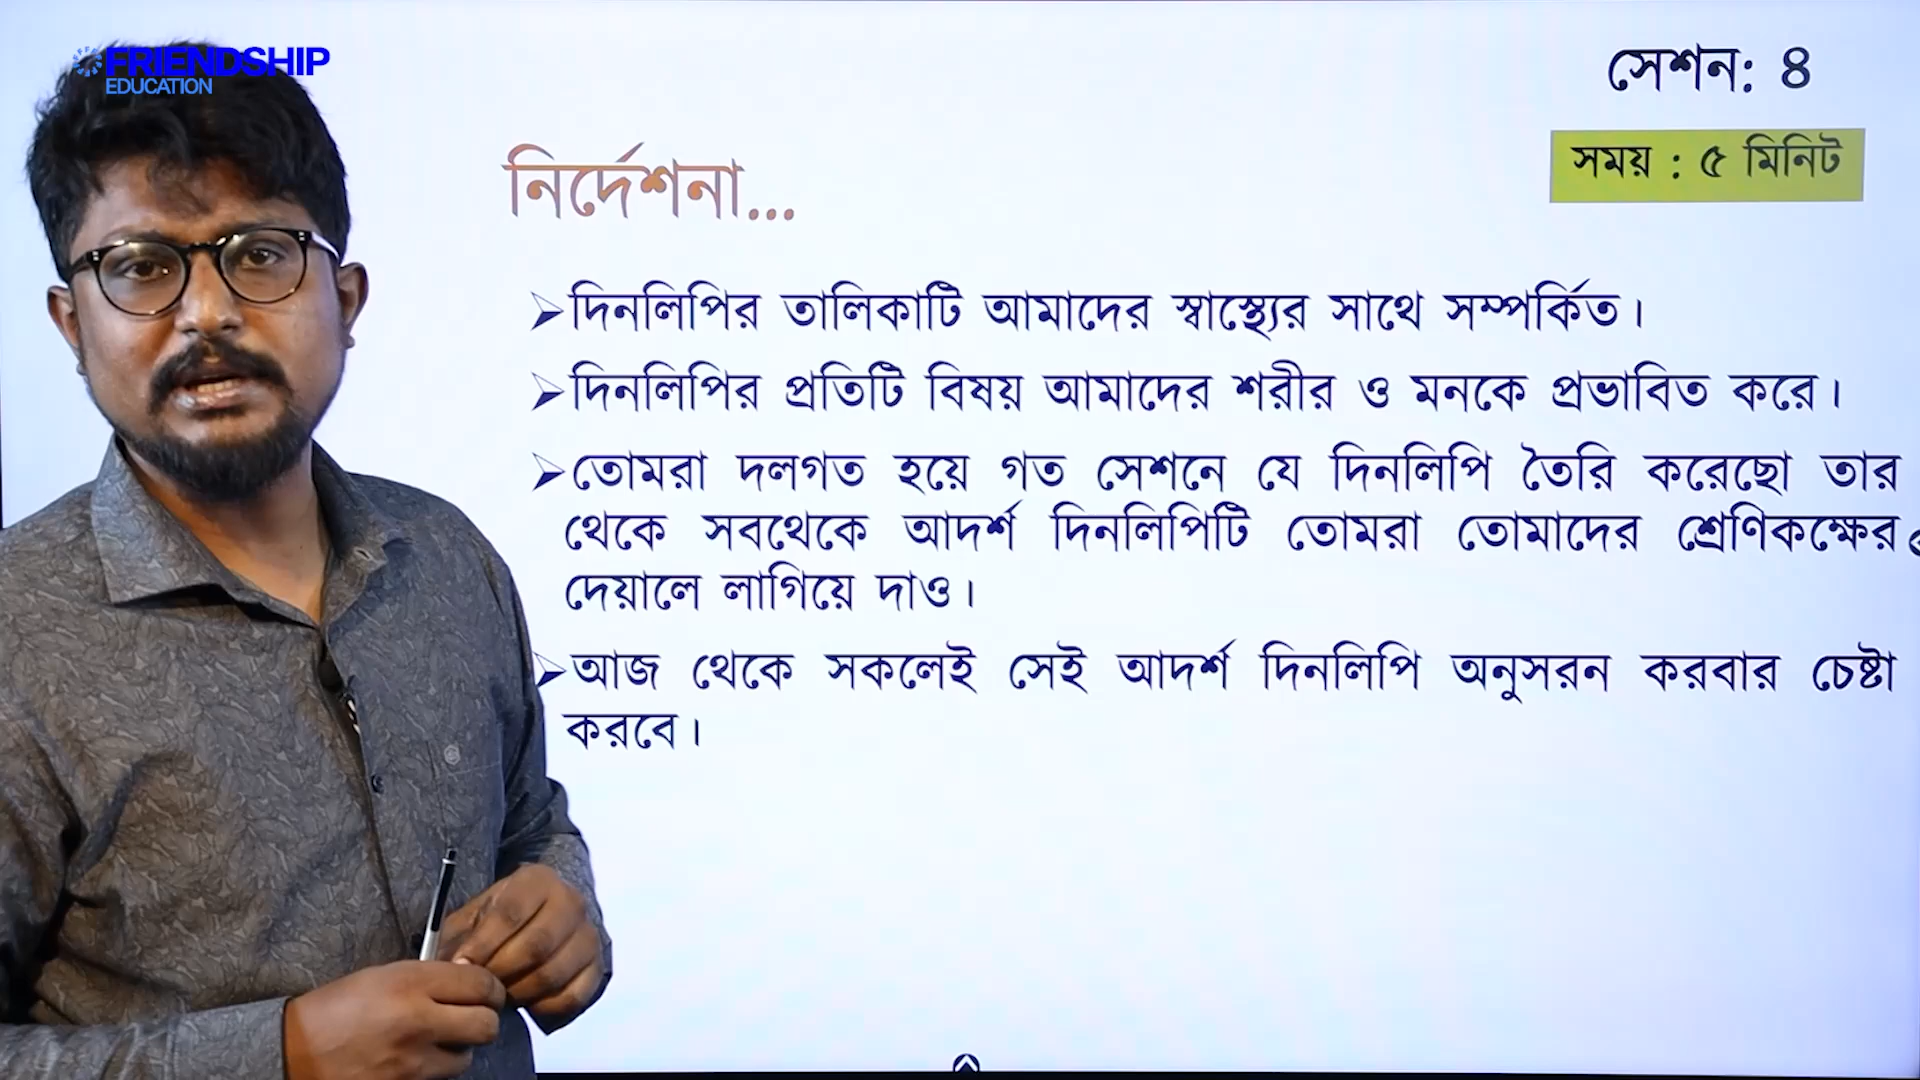 FRIENDSHIP
EDUCATION
সেশন: ৪
সময় : ৫ মিনিট
নির্দেশনা...
➢দিনলিপির তালিকাটি আমাদের স্বাস্থ্যের সাথে সম্পর্কিত।
➢দিনলিপির প্রতিটি বিষয় আমাদের শরীর ও মনকে প্রভাবিত করে।
➢তোমরা দলগত হয়ে গত সেশনে যে দিনলিপি তৈরি করেছো তার
থেকে সবথেকে আদর্শ দিনলিপিটি তোমরা তোমাদের শ্রেণিকক্ষের
দেয়ালে লাগিয়ে দাও।
➢আজ থেকে সকলেই সেই আদর্শ দিনলিপি অনুসরন করবার চেষ্টা
করবে।